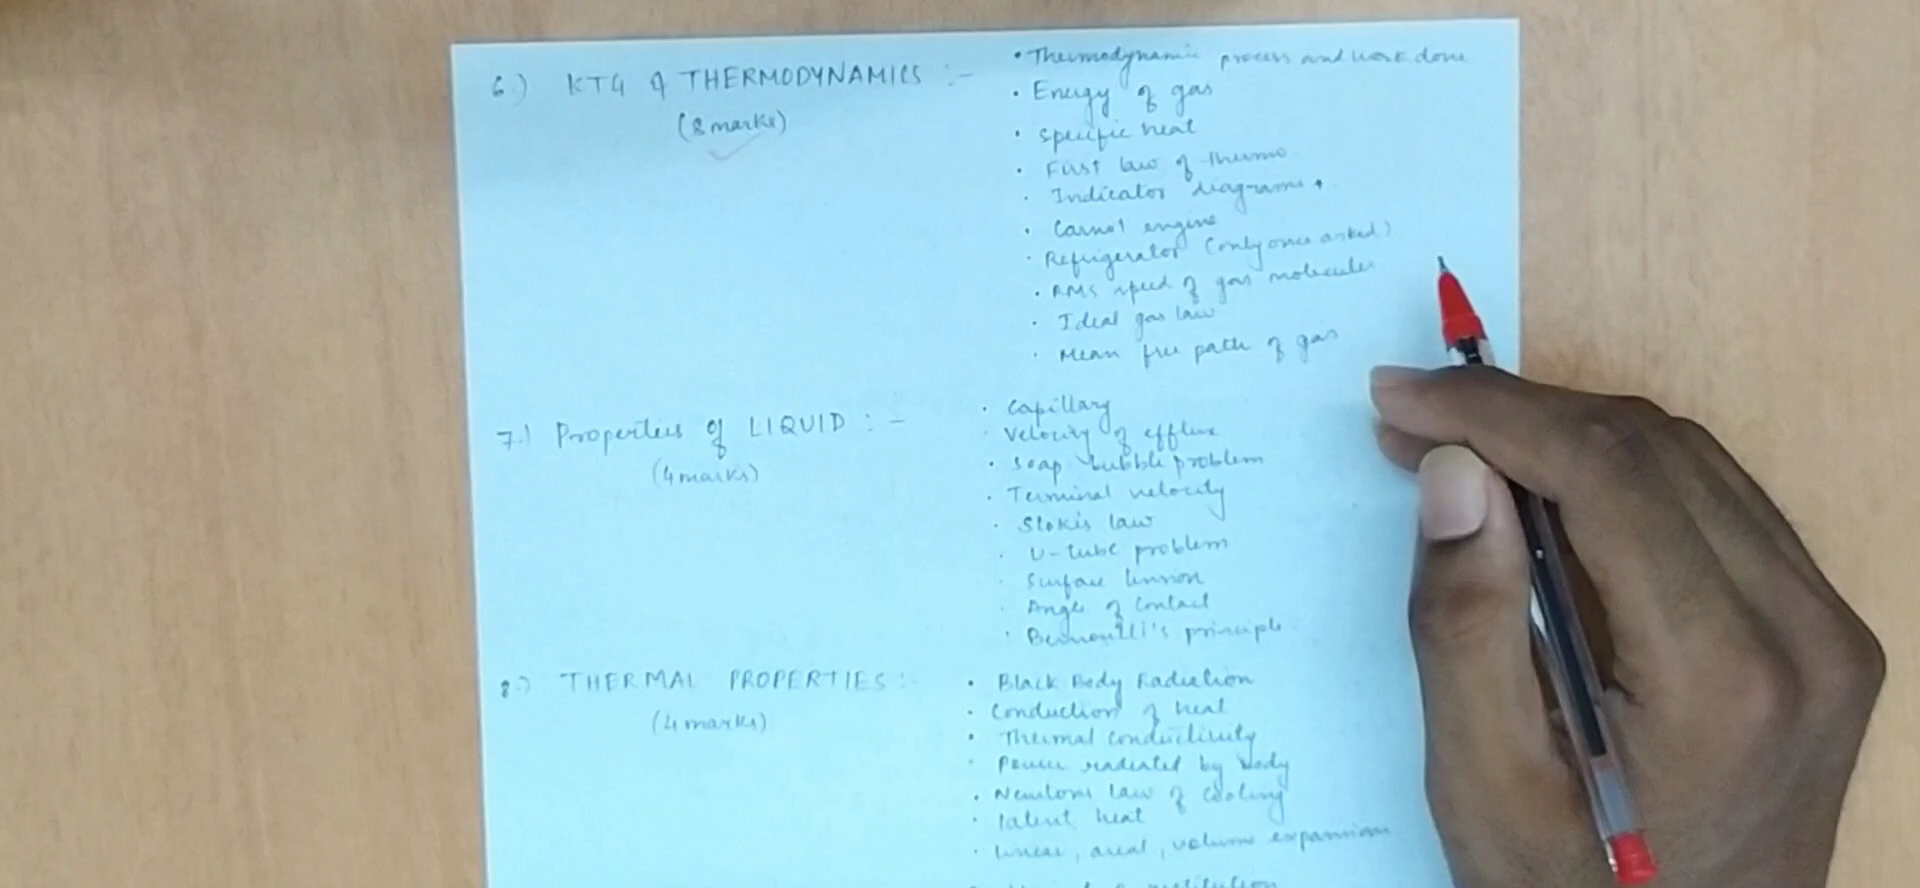 6.) KTG & THERMODYNAMICS :-
(8 marks)
• Thermodynamic process and work done
• Energy of gas
• Specific heat
• First law of thermo.
• Indicator diagrams
• Carnot engine
• Refrigerator (only once asked)
• RMS speed of gas molecules
• Ideal gas law
• Mean free path of gas
7.) Properties of LIQUID :-
(4 marks)
• Capillary
• Velocity of efflux
• Soap bubble problem
• Terminal velocity
• Stoke's law
• U-tube problem
• Surface tension
• Angle of contact
• Bernoulli's principle
8.) THERMAL PROPERTIES :-
(4 marks)
• Black Body Radiation
• Conduction of heat
• Thermal conductivity
• Power radiated by body
• Newtons law of cooling
• latent heat
• linear, areal, volume expansion